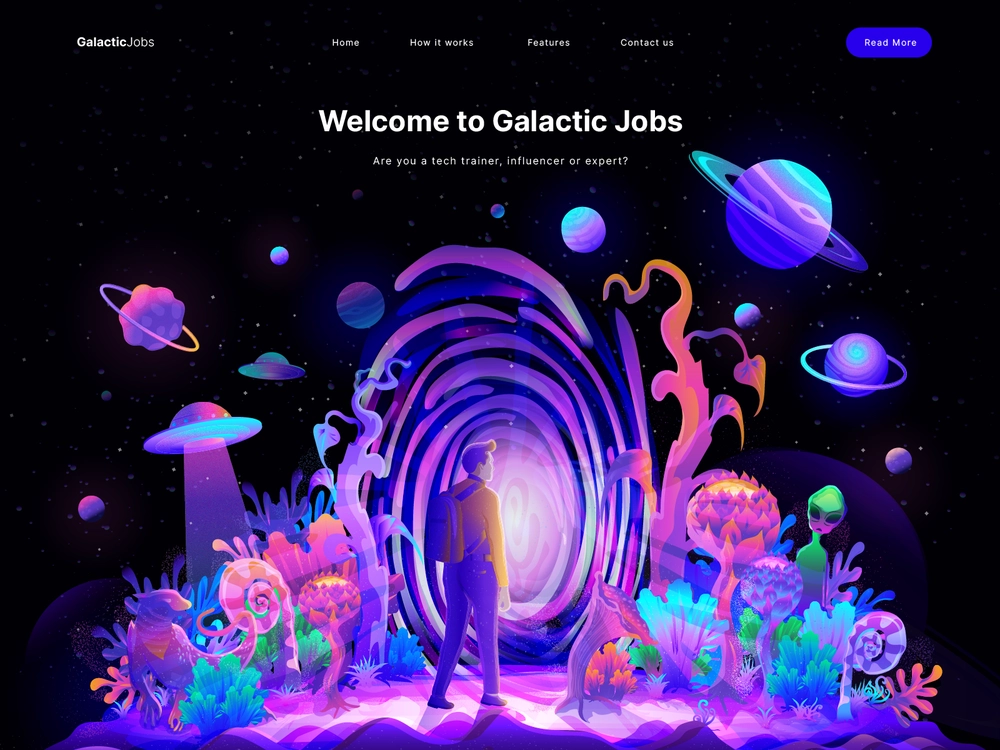 GalacticJobs
Home
How it works
Features
Contact us
Read More
Welcome to Galactic Jobs
Are you a tech trainer, influencer or expert?